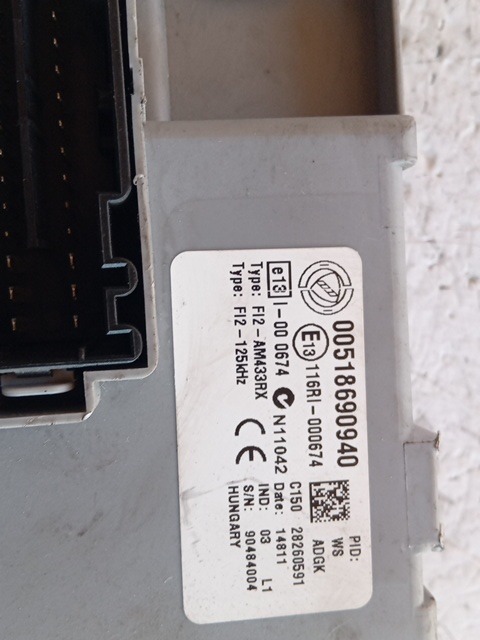 00518690940
PID:
WS
E13 116RI-000674
ADGK
e13 I-00 0674 N11042
C150 28260591
Type: FI2-AM433RX
Date: 14811
Type: FI2-125kHz
CE
IND: 03 L1
S/N: 90484004
HUNGARY